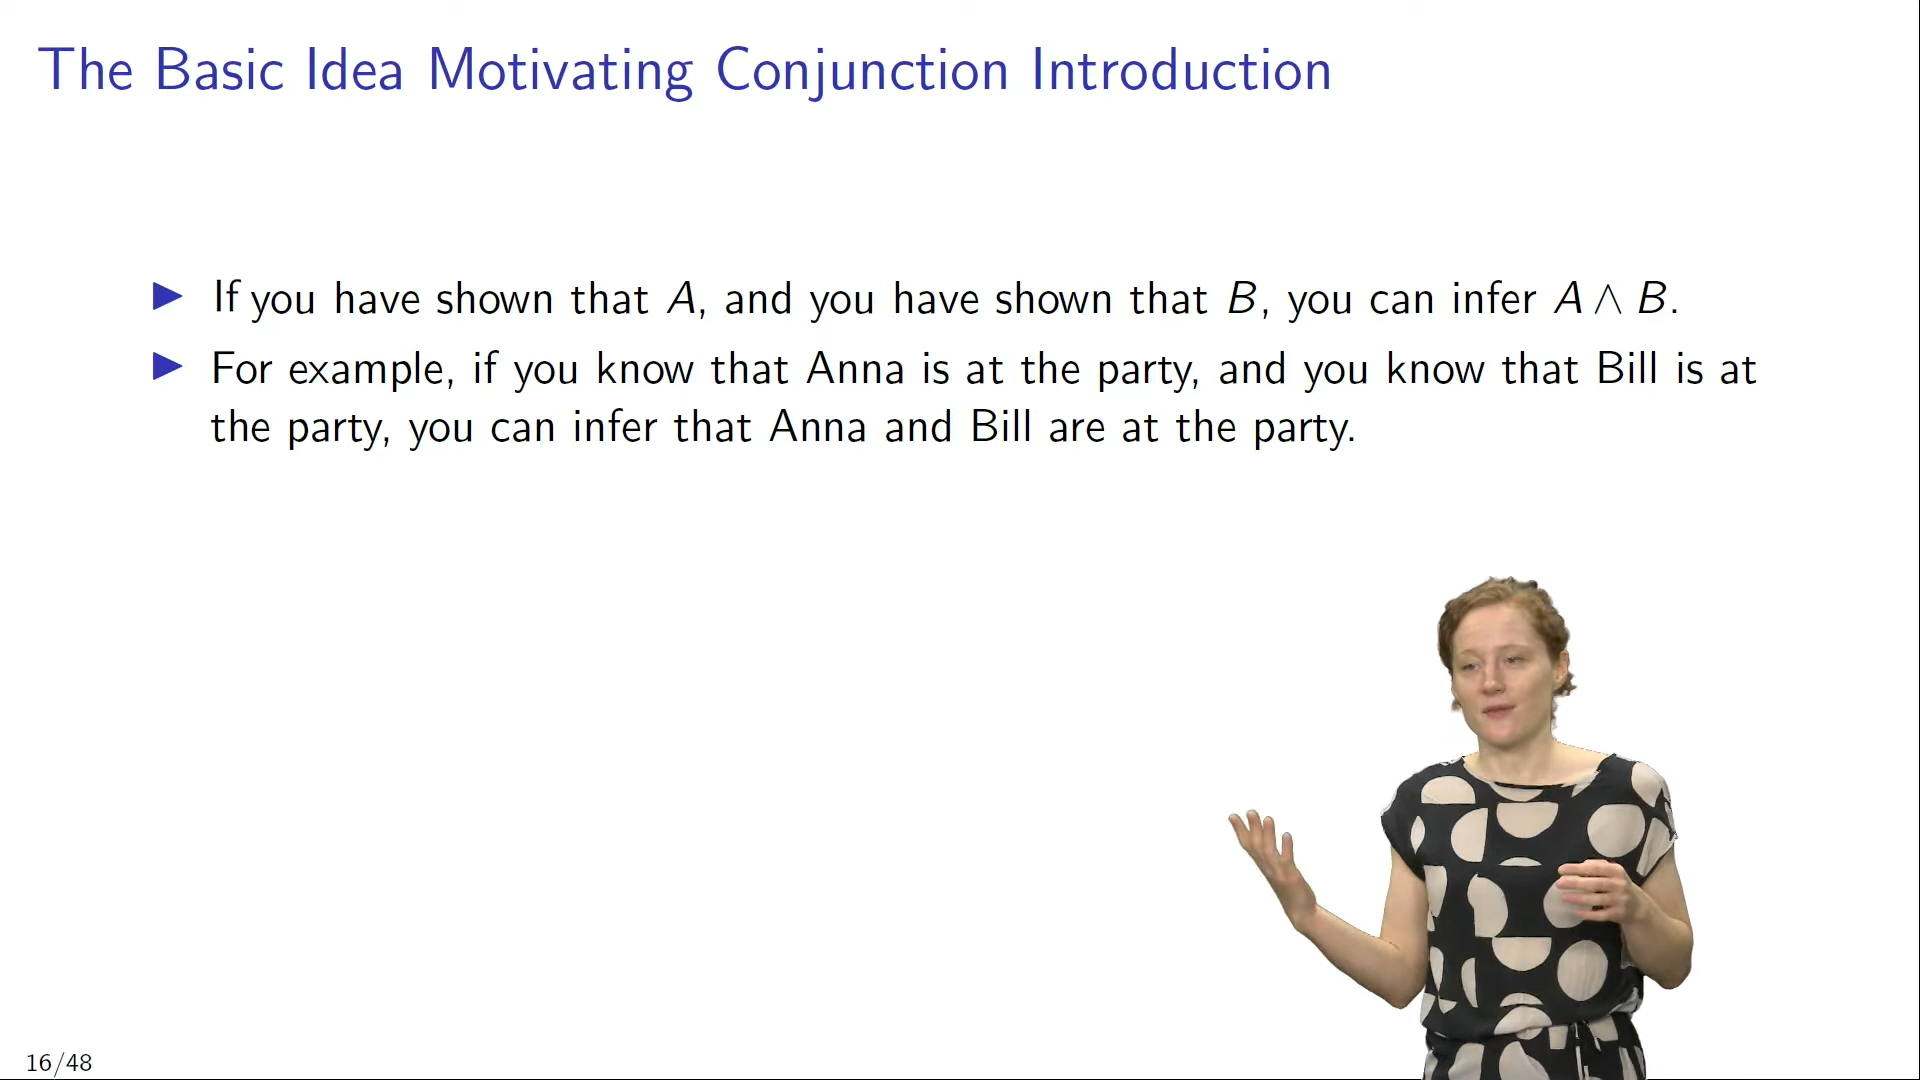 The Basic Idea Motivating Conjunction Introduction
▶ If you have shown that A, and you have shown that B, you can infer A ∧ B.
▶ For example, if you know that Anna is at the party, and you know that Bill is at
the party, you can infer that Anna and Bill are at the party.
16/48